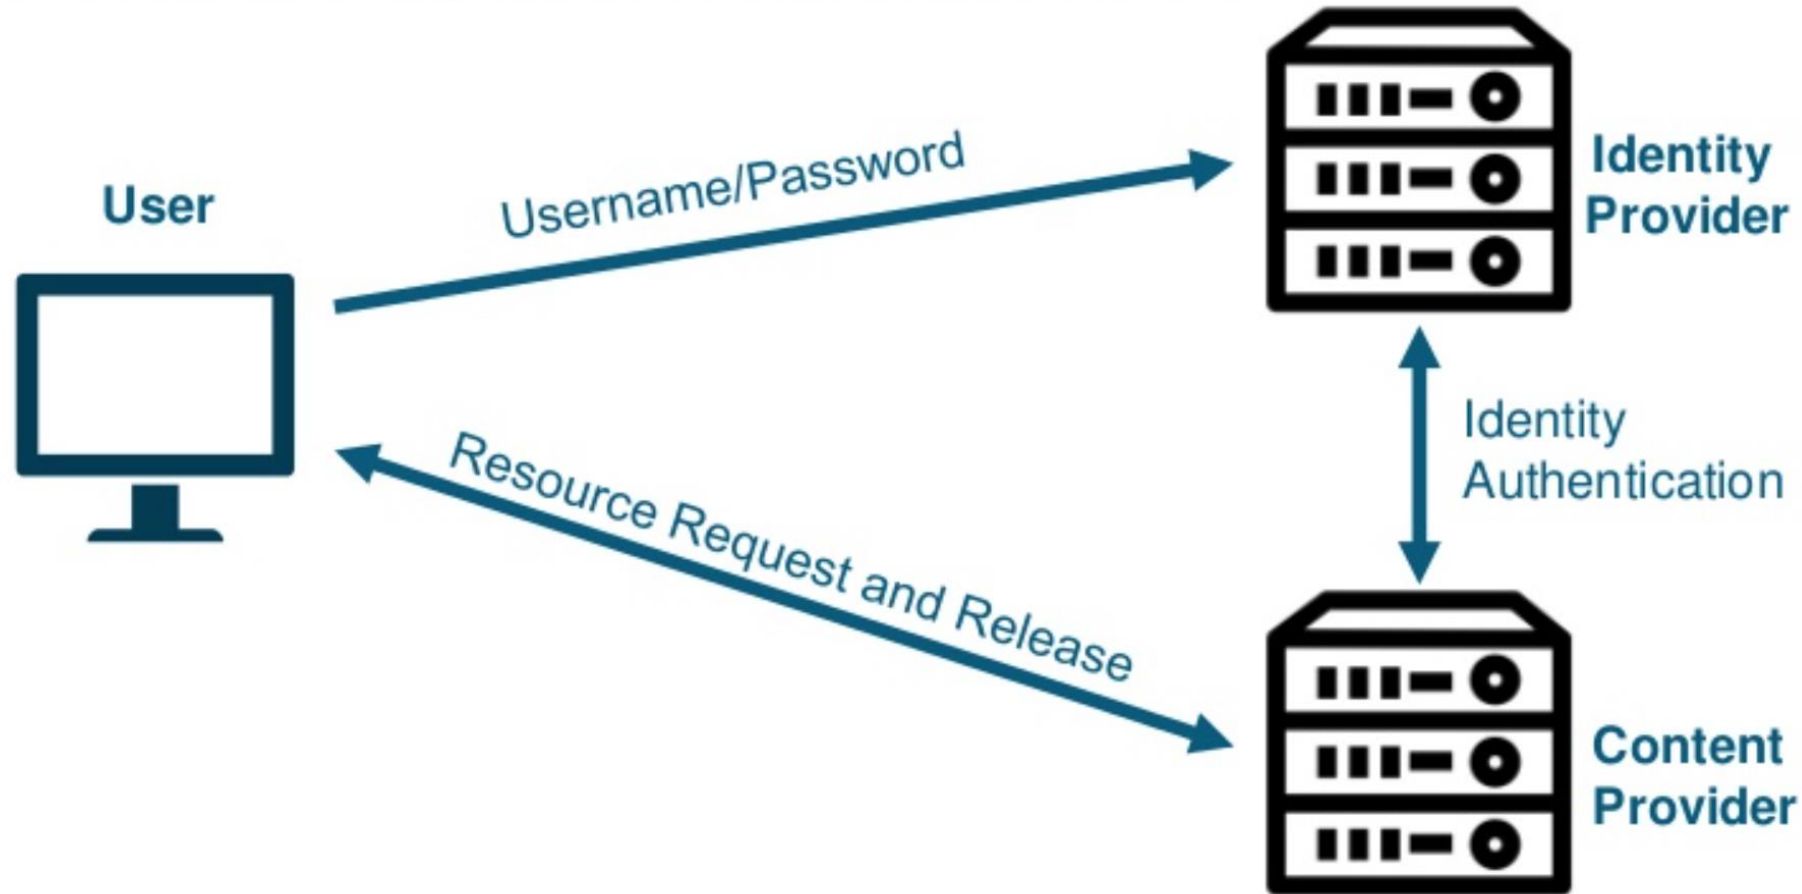 User
Username/Password
Identity
Provider
Identity
Authentication
Resource Request and Release
Content
Provider